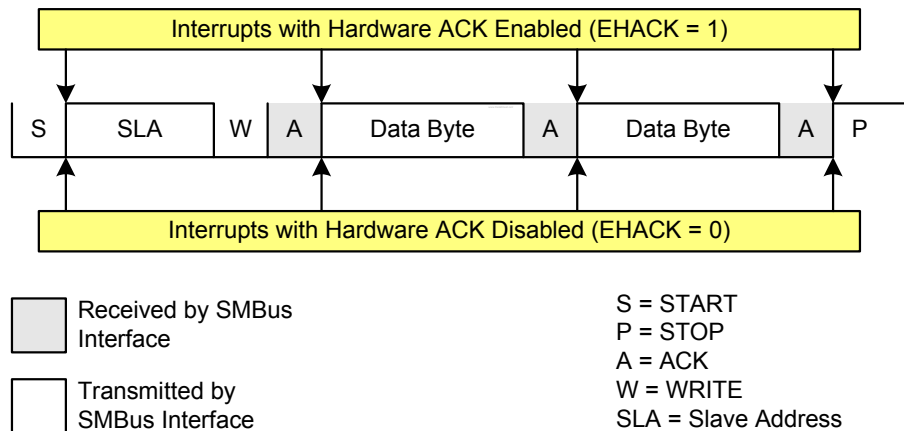 Interrupts with Hardware ACK Enabled (EHACK = 1)
S SLA W A Data Byte A Data Byte A P
Interrupts with Hardware ACK Disabled (EHACK = 0)
Received by SMBus
Interface
Transmitted by
SMBus Interface
S = START
P = STOP
A = ACK
W = WRITE
SLA = Slave Address